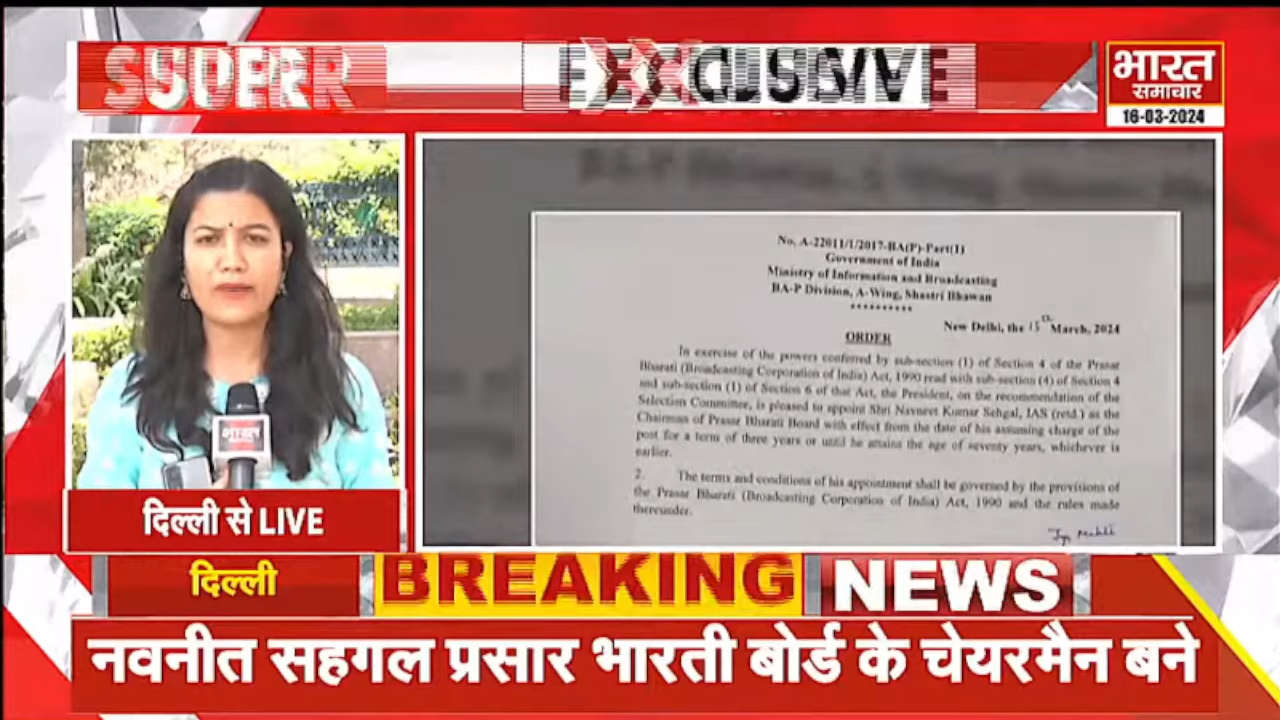 SUPER
EXCLUSIVE
भारत
समाचार
16-03-2024
No. A-22011/1/2017-BA(P)-Part(1)
Government of India
Ministry of Information and Broadcasting
BA-P Division, A-Wing, Shastri Bhawan
**********
New Delhi, the 15th March, 2024
ORDER
In exercise of the powers conferred by sub-section (1) of Section 4 of the Prasar
Bharati (Broadcasting Corporation of India) Act, 1990 read with sub-section (4) of Section 4
and sub-section (1) of Section 6 of that Act, the President, on the recommendation of the
Selection Committee, is pleased to appoint Shri Navneet Kumar Sehgal, IAS (retd.) as the
Chairman of Prasar Bharati Board with effect from the date of his assuming charge of the
post for a term of three years or until he attains the age of seventy years, whichever is
earlier.
2. The terms and conditions of his appointment shall be governed by the provisions of
the Prasar Bharati (Broadcasting Corporation of India) Act, 1990 and the rules made
thereunder.
भारत
दिल्ली से LIVE
दिल्ली
BREAKING NEWS
नवनीत सहगल प्रसार भारती बोर्ड के चेयरमैन बने